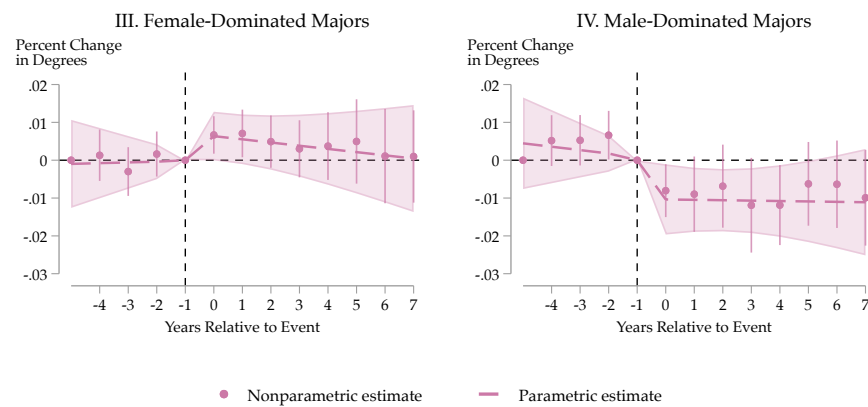 III. Female-Dominated Majors
Percent Change
in Degrees
.02
.01
0
-.01
-.02
-.03
-4 -3 -2 -1 0 1 2 3 4 5 6 7
Years Relative to Event
IV. Male-Dominated Majors
Percent Change
in Degrees
.02
.01
0
-.01
-.02
-.03
-4 -3 -2 -1 0 1 2 3 4 5 6 7
Years Relative to Event
Nonparametric estimate
Parametric estimate